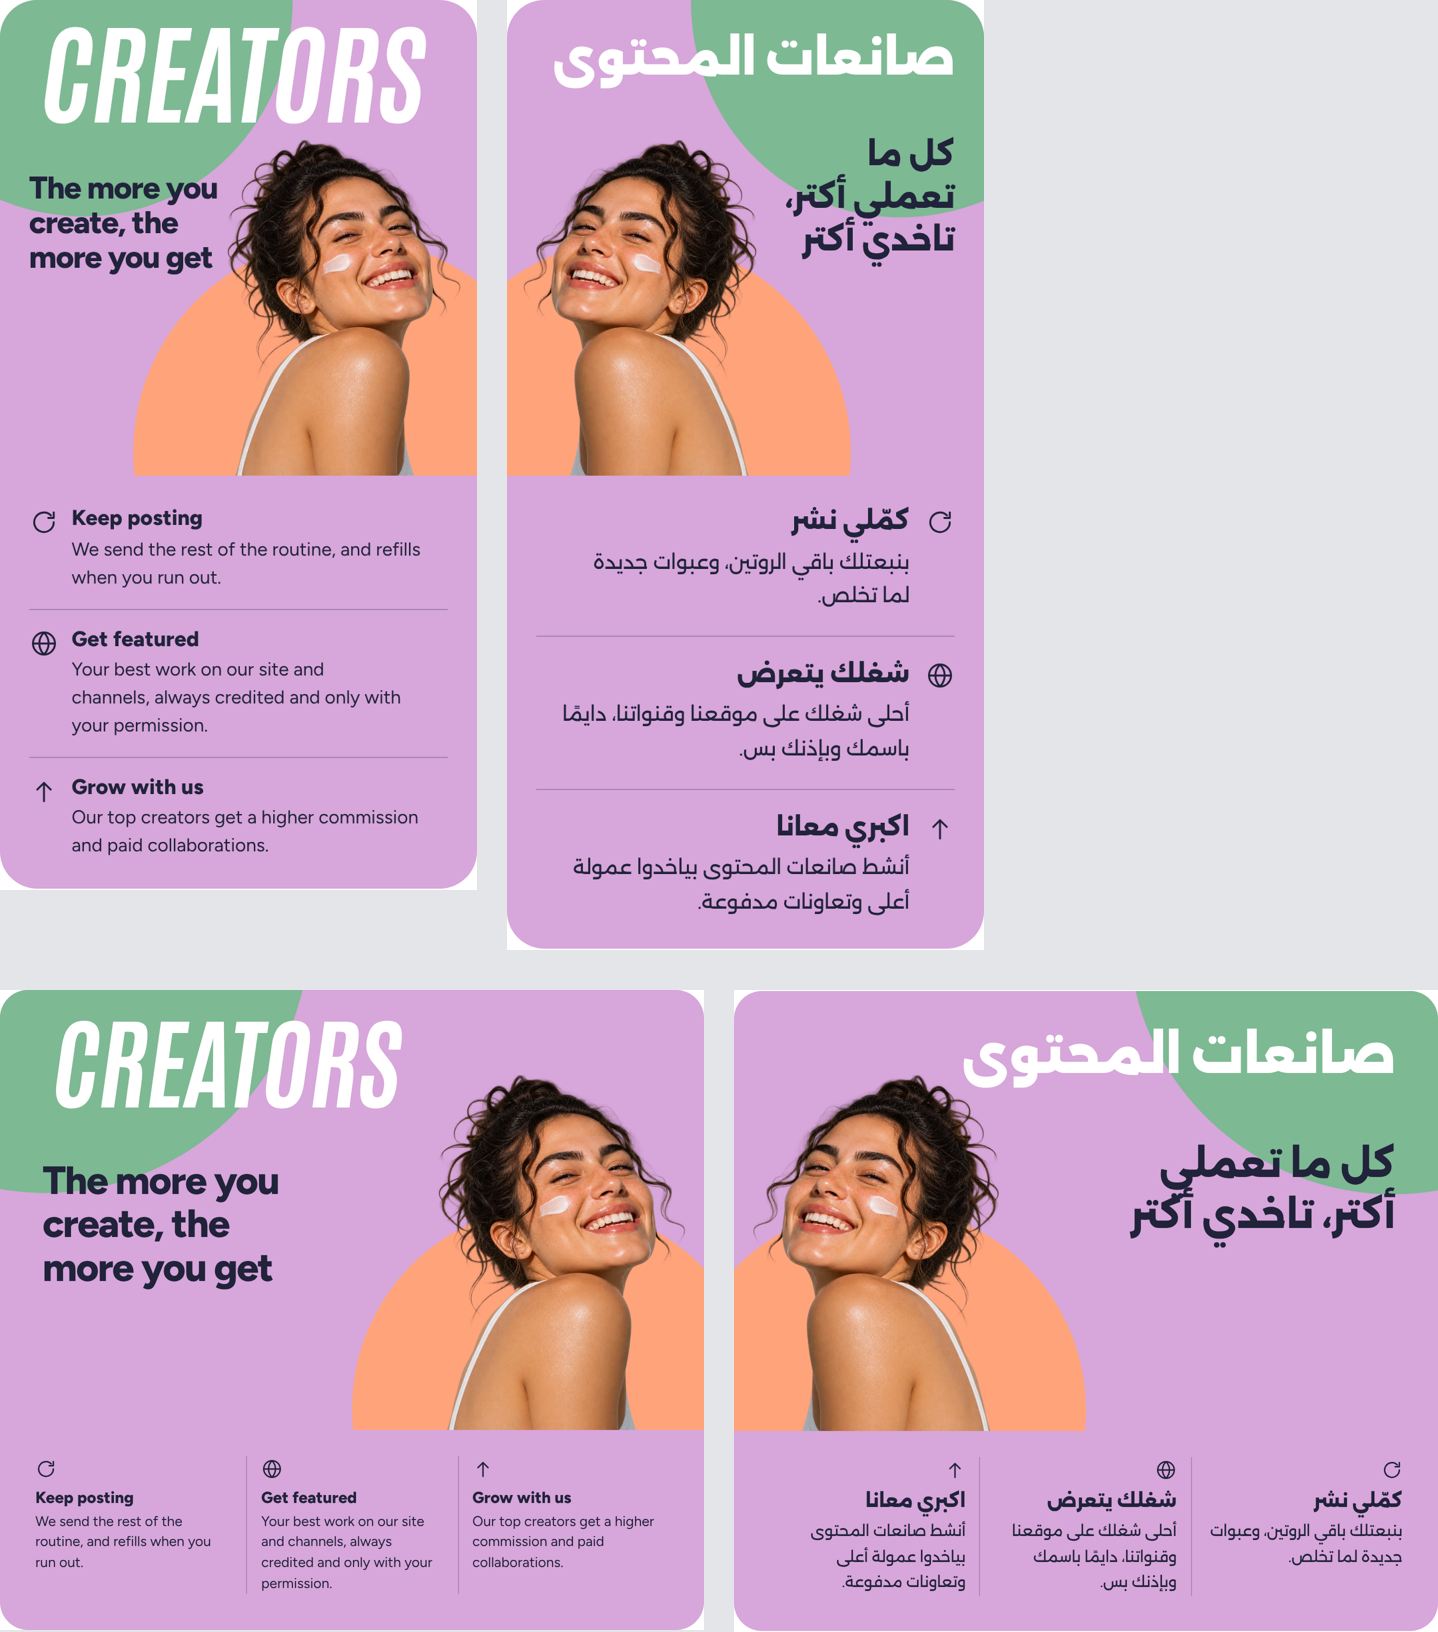 CREATORS
The more you
create, the
more you get
Keep posting
We send the rest of the routine, and refills
when you run out.
Get featured
Your best work on our site and
channels, always credited and only with
your permission.
Grow with us
Our top creators get a higher commission
and paid collaborations.
صانعات المحتوى
كل ما
تعملي أكتر،
تاخدي أكتر
كمّلي نشر
بنبعتلك باقي الروتين، وعبوات جديدة
لما تخلص.
شغلك يتعرض
أحلى شغلك على موقعنا وقنواتنا، دايمًا
باسمك وبإذنك بس.
اكبري معانا
أنشط صانعات المحتوى بياخدوا عمولة
أعلى وتعاونات مدفوعة.
CREATORS
The more you
create, the
more you get
Keep posting
We send the rest of the
routine, and refills when you
run out.
Get featured
Your best work on our site
and channels, always
credited and only with your
permission.
Grow with us
Our top creators get a higher
commission and paid
collaborations.
صانعات المحتوى
كل ما تعملي
أكتر، تاخدي أكتر
كمّلي نشر
بنبعتلك باقي الروتين، وعبوات
جديدة لما تخلص.
شغلك يتعرض
أحلى شغلك على موقعنا
وقنواتنا، دايمًا باسمك
وبإذنك بس.
اكبري معانا
أنشط صانعات المحتوى
بياخدوا عمولة أعلى
وتعاونات مدفوعة.